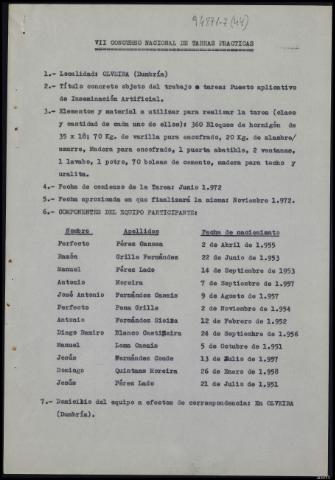 94871-7(44)
VII CONCURSO NACIONAL DE TAREAS PRACTICAS
1.- Localidad: OLVEIRA (Dumbría)
2.- Título concreto objeto del trabajo o tarea: Puesto aplicativo
de Inseminación Artificial.
3.- Elementos y material a utilizar para realizar la tarea (clase
y cantidad de cada uno de ellos): 360 Bloques de hormigón de
35 x 18; 70 Kg. de varilla para encofrado, 20 Kg. de alambre/
amarre, Madera para encofrado, 1 puerta abatible, 2 ventanas,
1 lavabo, 1 potro, 70 bolsas de cemento, madera para techo y
uralita.
4.- Fecha de comienzo de la Tarea: Junio 1.972
5.- Fecha aproximada en que finalizará la misma: Noviembre 1.972.
6.- COMPONENTES DEL EQUIPO PARTICIPANTE:
Nombre Apellidos Fecha de nacimiento
Perfecto Pérez Canosa 2 de Abril de 1.955
Ramón Grille Fernández 22 de Junio de 1.953
Manuel Pérez Lado 14 de Septiembre de 1953
Antonio Moreira 7 de Septiembre de 1.957
José Antonio Fernández Caamis 9 de Agosto de 1.957
Perfecto Pena Grille 2 de Noviembre de 1.954
Antonio Fernández 12 de Febrero de 1.952
Diego Ramiro Blanco 24 de Septiembre de 1.956
Manuel Lema Caamis 5 de Octubre de 1.951
Jesús Fernández Conde 13 de Julio de 1.957
Domingo Quintans Moreira 26 de Enero de 1.958
Jesús Pérez Lado 21 de Julio de 1.951
7.- Domicilio del equipo a efectos de correspondencia: En OLVEIRA
(Dumbría).